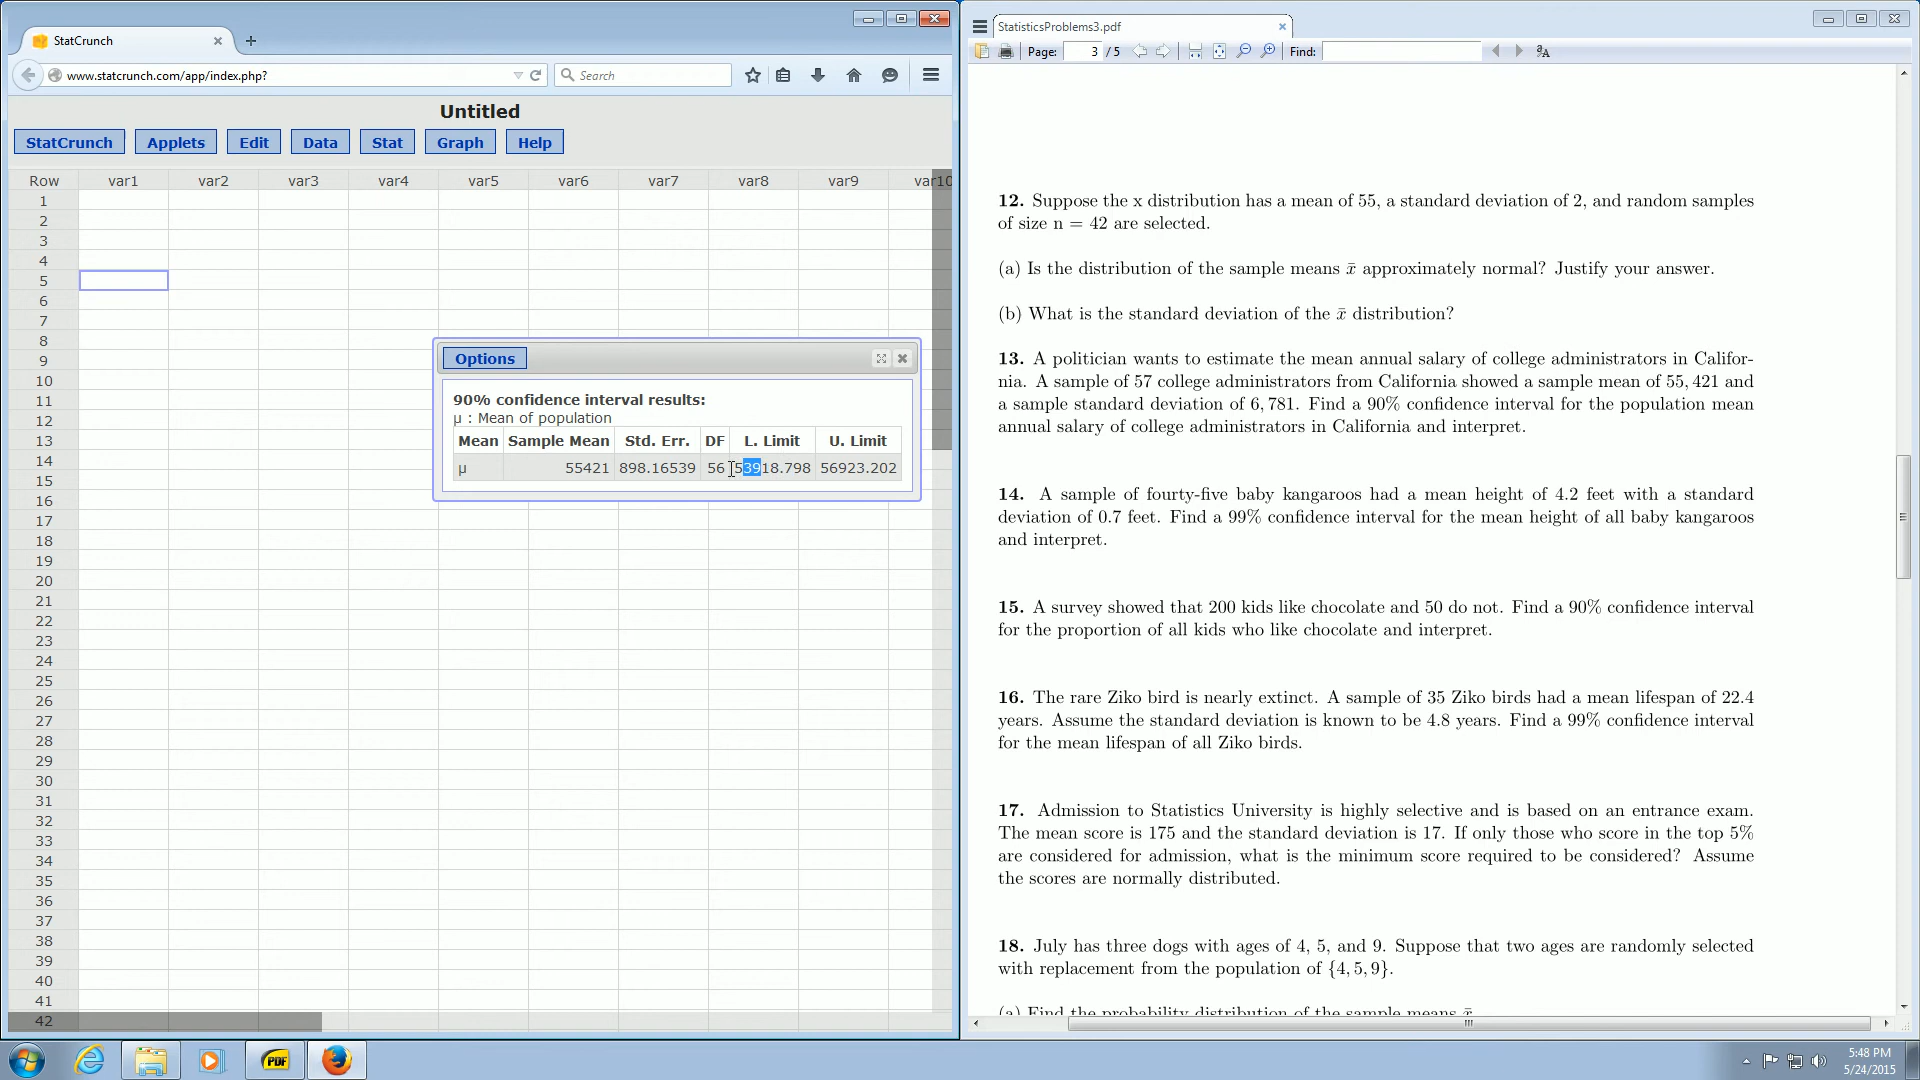 StatCrunch
www.statcrunch.com/app/index.php?
Search
Untitled
StatCrunch Applets Edit Data Stat Graph Help
Row var1 var2 var3 var4 var5 var6 var7 var8 var9 var10
1
2
3
4
5
6
7
8
9
10
11
12
13
14
15
16
17
18
19
20
21
22
23
24
25
26
27
28
29
30
31
32
33
34
35
36
37
38
39
40
41
42
Options
90% confidence interval results:
μ : Mean of population
Mean Sample Mean Std. Err. DF L. Limit U. Limit
μ 55421 898.16539 56 53918.798 56923.202
StatisticsProblems3.pdf
Page: 3 / 5 Find:
12. Suppose the x distribution has a mean of 55, a standard deviation of 2, and random samples
of size n = 42 are selected.
(a) Is the distribution of the sample means x̄ approximately normal? Justify your answer.
(b) What is the standard deviation of the x̄ distribution?
13. A politician wants to estimate the mean annual salary of college administrators in Califor-
nia. A sample of 57 college administrators from California showed a sample mean of 55, 421 and
a sample standard deviation of 6, 781. Find a 90% confidence interval for the population mean
annual salary of college administrators in California and interpret.
14. A sample of fourty-five baby kangaroos had a mean height of 4.2 feet with a standard
deviation of 0.7 feet. Find a 99% confidence interval for the mean height of all baby kangaroos
and interpret.
15. A survey showed that 200 kids like chocolate and 50 do not. Find a 90% confidence interval
for the proportion of all kids who like chocolate and interpret.
16. The rare Ziko bird is nearly extinct. A sample of 35 Ziko birds had a mean lifespan of 22.4
years. Assume the standard deviation is known to be 4.8 years. Find a 99% confidence interval
for the mean lifespan of all Ziko birds.
17. Admission to Statistics University is highly selective and is based on an entrance exam.
The mean score is 175 and the standard deviation is 17. If only those who score in the top 5%
are considered for admission, what is the minimum score required to be considered? Assume
the scores are normally distributed.
18. July has three dogs with ages of 4, 5, and 9. Suppose that two ages are randomly selected
with replacement from the population of {4, 5, 9}.
(a) Find the probability distribution of the sample means x̄
PDF
5:48 PM
5/24/2015